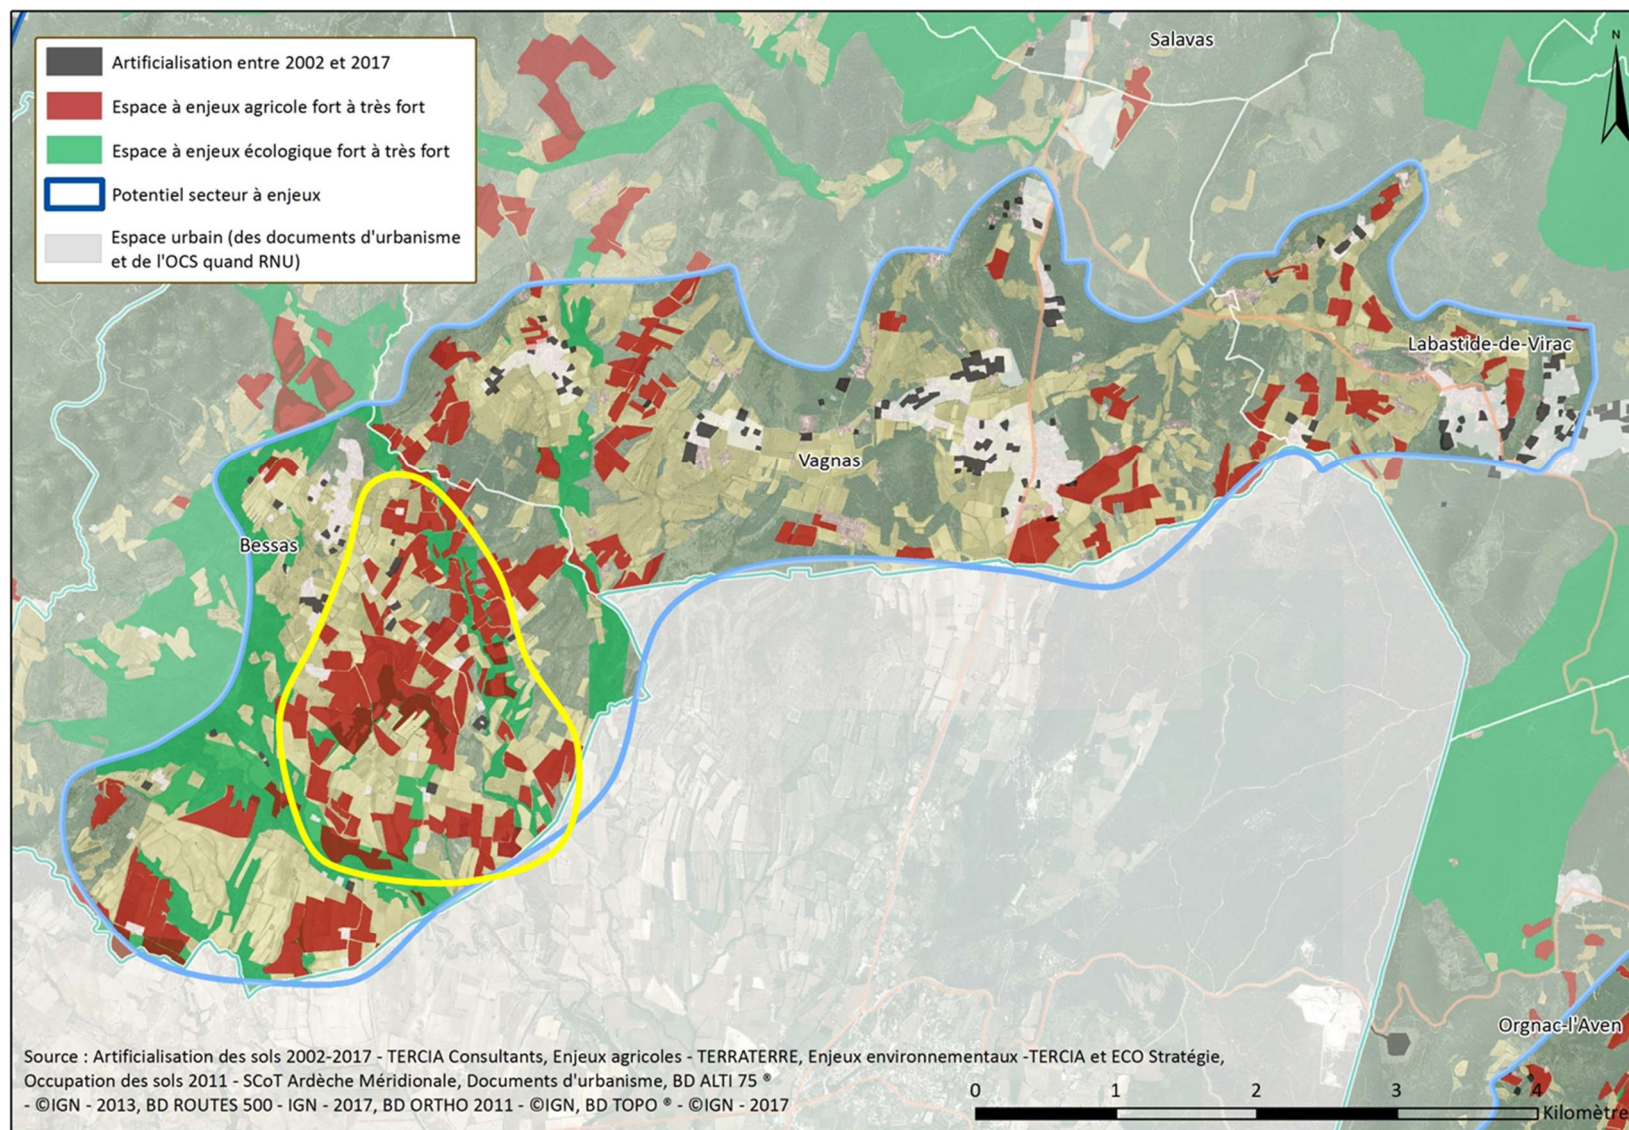 Artificialisation entre 2002 et 2017
Espace à enjeux agricole fort à très fort
Espace à enjeux écologique fort à très fort
Potentiel secteur à enjeux
Espace urbain (des documents d'urbanisme
et de l'OCS quand RNU)
Salavas
N
Labastide-de-Virac
Vagnas
Bessas
Orgnac-l'Aven
Source : Artificialisation des sols 2002-2017 - TERCIA Consultants, Enjeux agricoles - TERRATERRE, Enjeux environnementaux -TERCIA et ECO Stratégie,
Occupation des sols 2011 - SCoT Ardèche Méridionale, Documents d'urbanisme, BD ALTI 75 ®
- ©IGN - 2013, BD ROUTES 500 - IGN - 2017, BD ORTHO 2011 - ©IGN, BD TOPO ® - ©IGN - 2017
0 1 2 3 4
Kilomètre